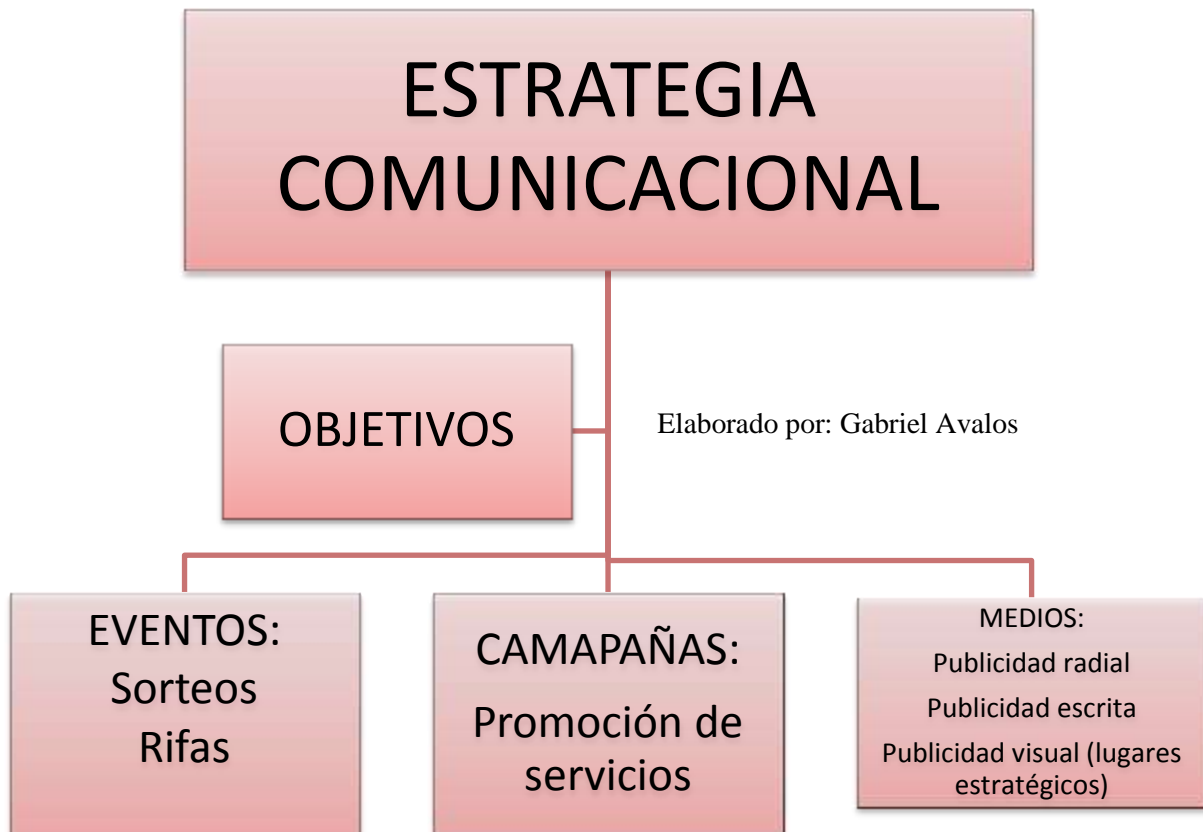 ESTRATEGIA
COMUNICACIONAL
OBJETIVOS
Elaborado por: Gabriel Avalos
EVENTOS:
Sorteos
Rifas
CAMAPAÑAS:
Promoción de
servicios
MEDIOS:
Publicidad radial
Publicidad escrita
Publicidad visual (lugares
estratégicos)